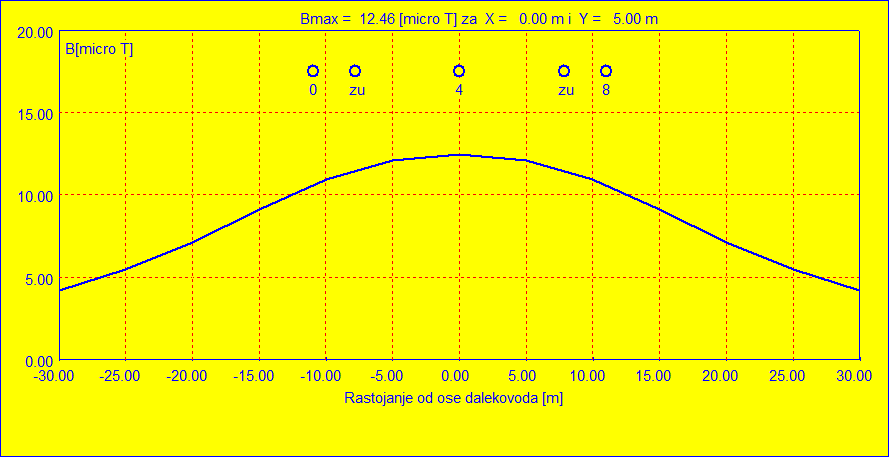 Bmax = 12.46 [micro T] za X = 0.00 m i Y = 5.00 m
20.00
B[micro T]
0 zu 4 zu 8
15.00
10.00
5.00
0.00
-30.00 -25.00 -20.00 -15.00 -10.00 -5.00 0.00 5.00 10.00 15.00 20.00 25.00 30.00
Rastojanje od ose dalekovoda [m]